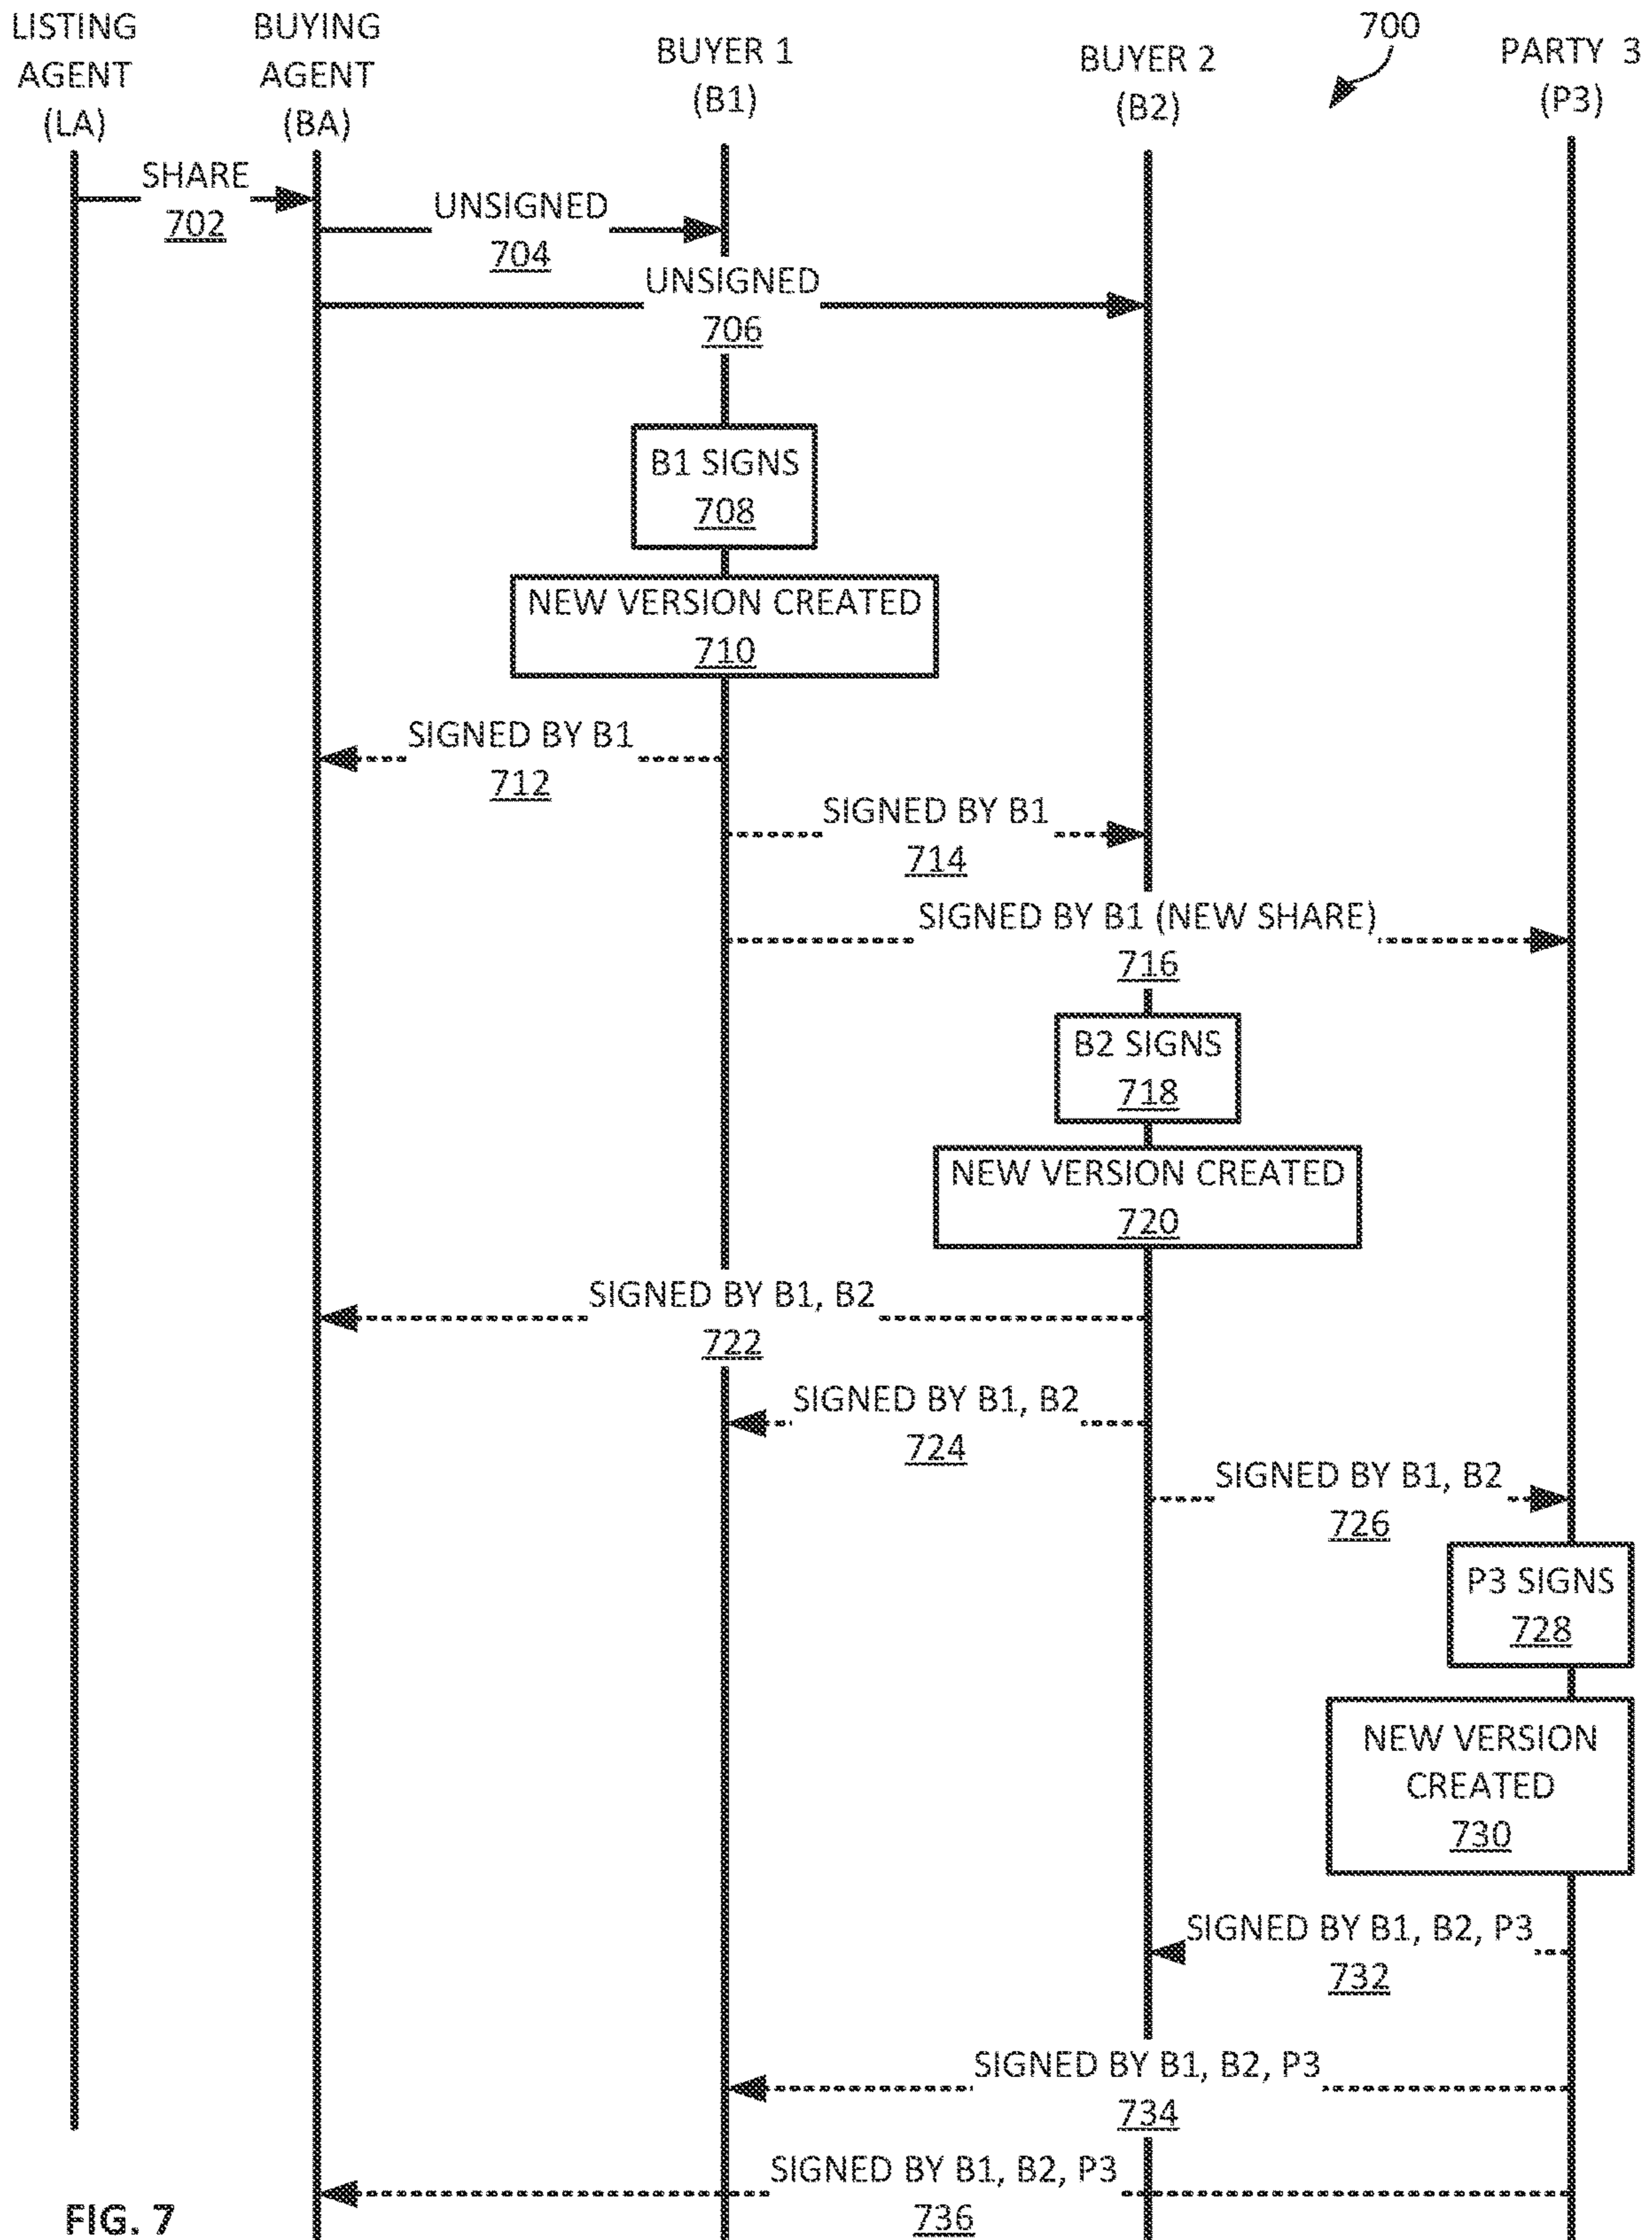 LISTING
AGENT
(LA)
BUYING
AGENT
(BA)
BUYER 1
(B1)
BUYER 2
(B2)
700
PARTY 3
(P3)
SHARE
702
UNSIGNED
704
UNSIGNED
706
B1 SIGNS
708
NEW VERSION CREATED
710
SIGNED BY B1
712
SIGNED BY B1
714
SIGNED BY B1 (NEW SHARE)
716
B2 SIGNS
718
NEW VERSION CREATED
720
SIGNED BY B1, B2
722
SIGNED BY B1, B2
724
SIGNED BY B1, B2
726
P3 SIGNS
728
NEW VERSION
CREATED
730
SIGNED BY B1, B2, P3
732
SIGNED BY B1, B2, P3
734
SIGNED BY B1, B2, P3
736
FIG. 7